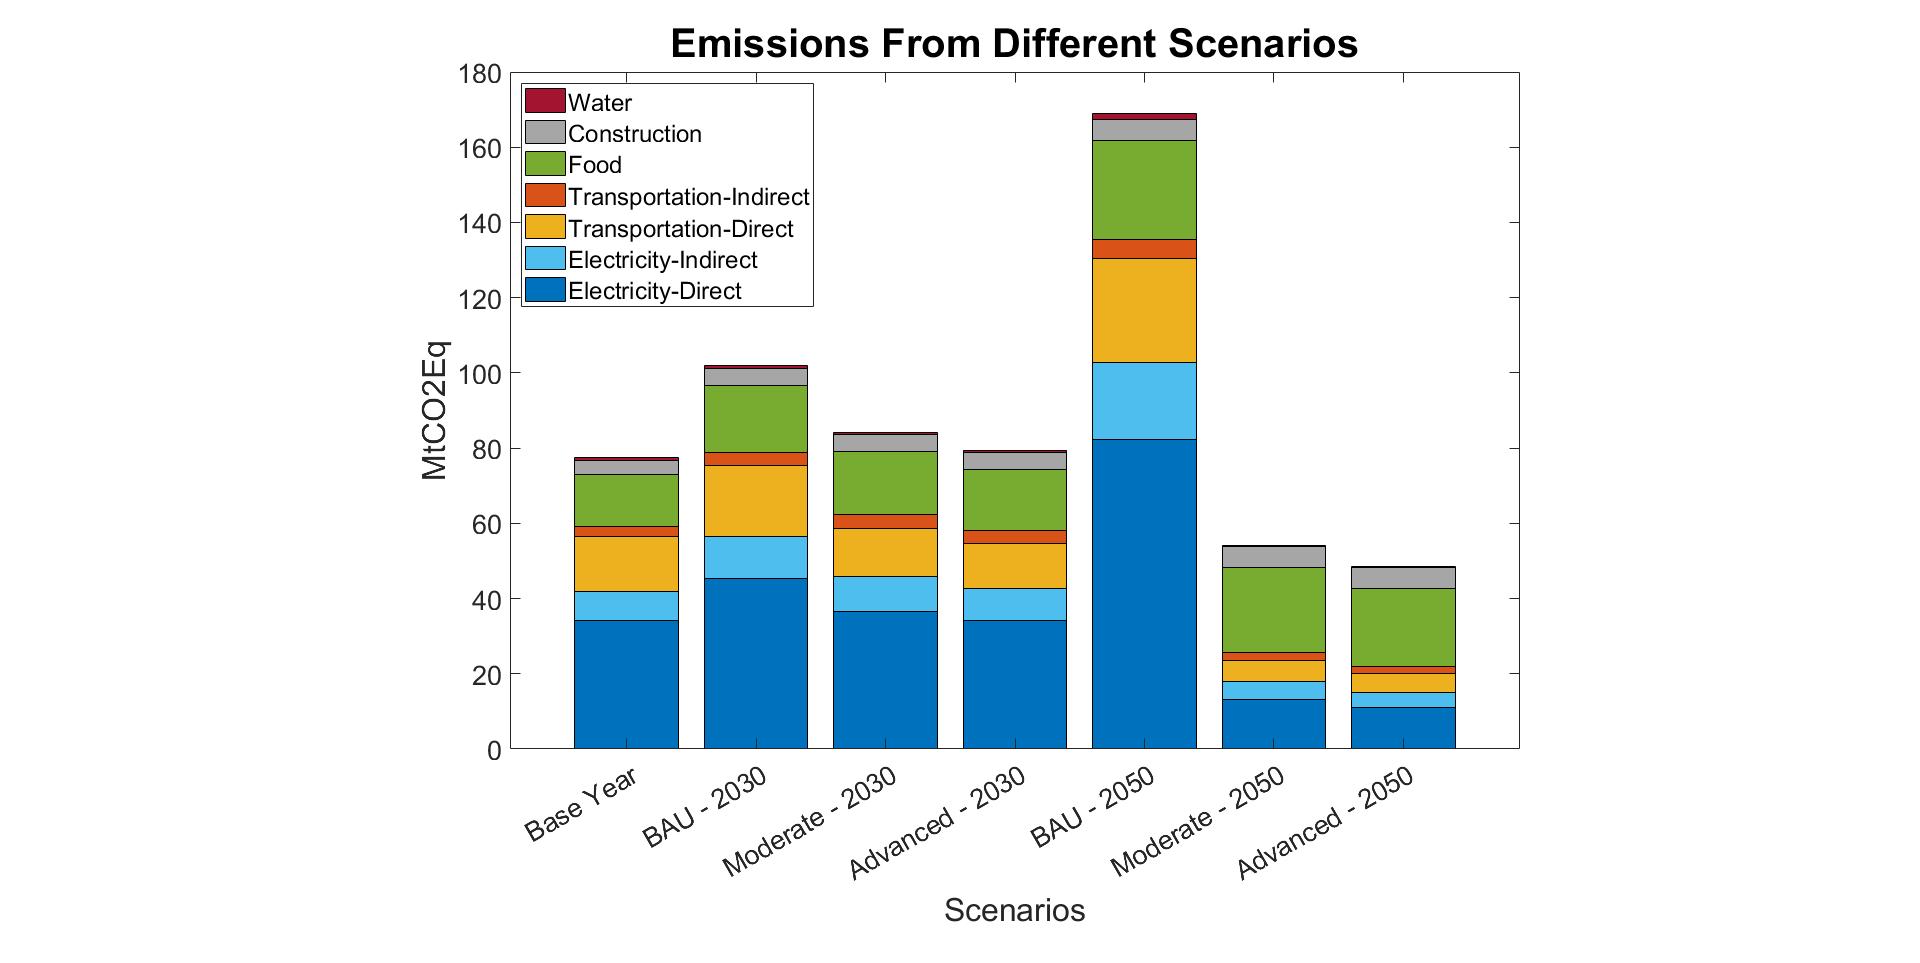 Emissions From Different Scenarios
180
160
140
120
100
80
60
40
20
0
MtCO2Eq
Water
Construction
Food
Transportation-Indirect
Transportation-Direct
Electricity-Indirect
Electricity-Direct
Base Year
BAU - 2030
Moderate - 2030
Advanced - 2030
BAU - 2050
Moderate - 2050
Advanced - 2050
Scenarios